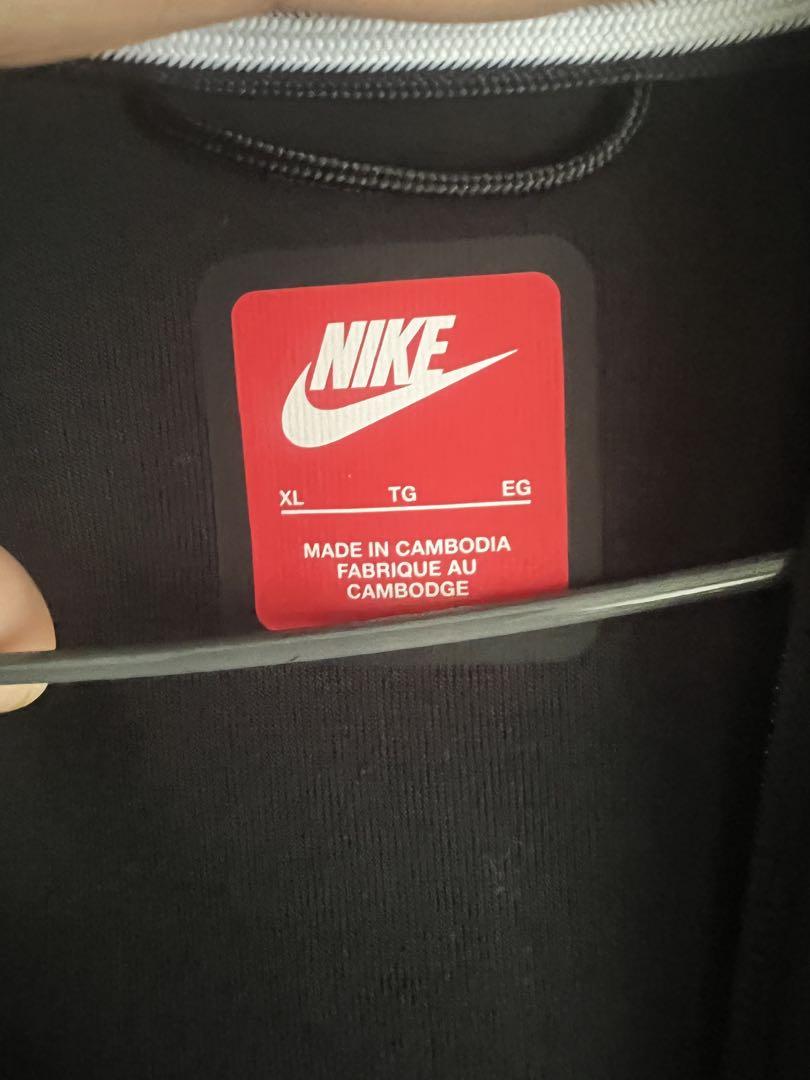 NIKE
XL TG EG
MADE IN CAMBODIA
FABRIQUE AU
CAMBODGE